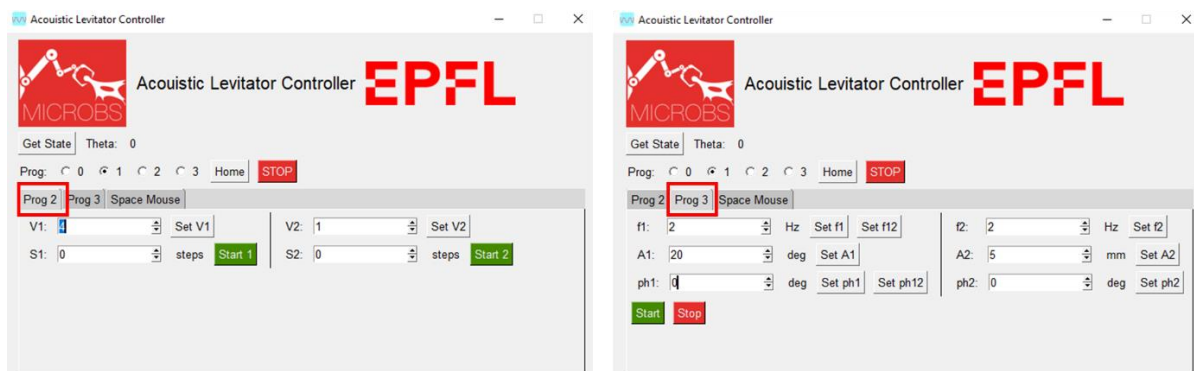 Acouistic Levitator Controller
MICROBS
Acouistic Levitator Controller EPFL
Get State Theta: 0
Prog: 0 1 2 3 Home STOP
Prog 2 Prog 3 Space Mouse
V1: 4 Set V1 V2: 1 Set V2
S1: 0 steps Start 1 S2: 0 steps Start 2
Acouistic Levitator Controller
MICROBS
Acouistic Levitator Controller EPFL
Get State Theta: 0
Prog: 0 1 2 3 Home STOP
Prog 2 Prog 3 Space Mouse
f1: 2 Hz Set f1 Set f12 f2: 2 Hz Set f2
A1: 20 deg Set A1 A2: 5 mm Set A2
ph1: 0 deg Set ph1 Set ph12 ph2: 0 deg Set ph2
Start Stop